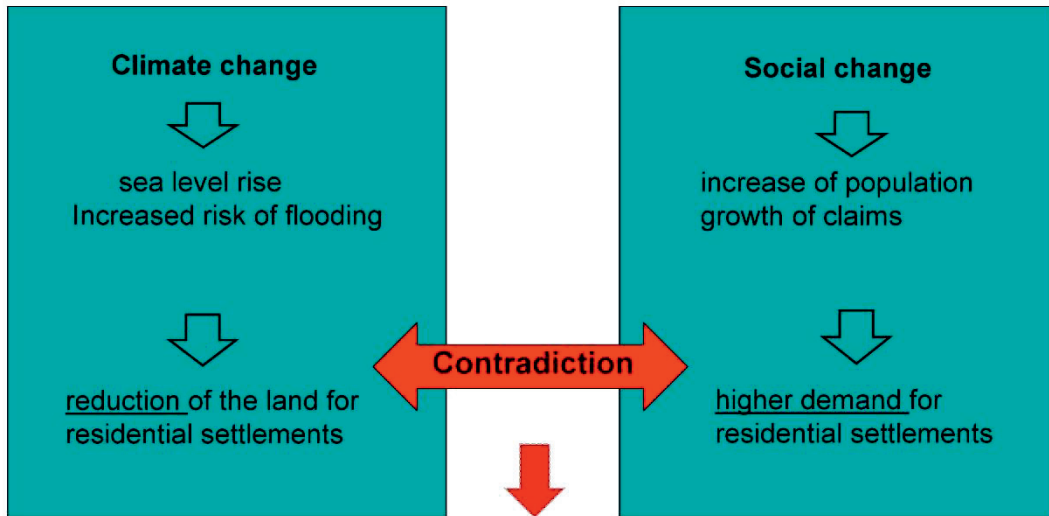 Climate change
sea level rise
Increased risk of flooding
reduction of the land for
residential settlements
Contradiction
Social change
increase of population
growth of claims
higher demand for
residential settlements